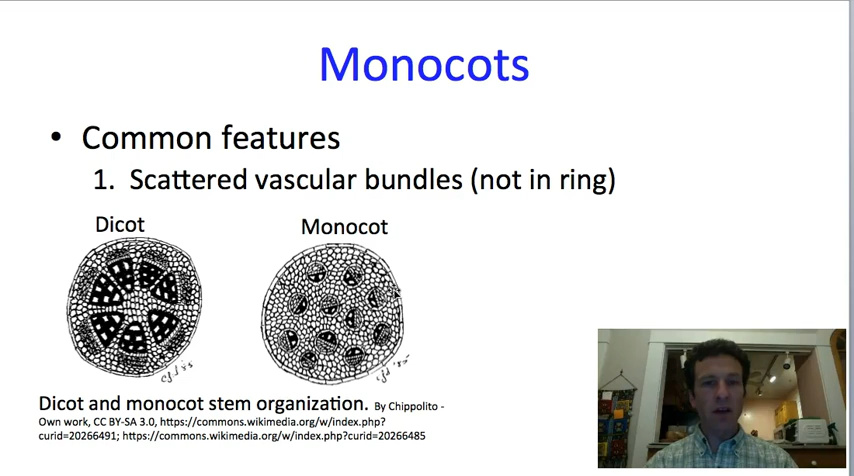 Monocots
• Common features
1. Scattered vascular bundles (not in ring)
Dicot
Monocot
Dicot and monocot stem organization. By Chippolito -
Own work, CC BY-SA 3.0, https://commons.wikimedia.org/w/index.php?
curid=20266491; https://commons.wikimedia.org/w/index.php?curid=20266485